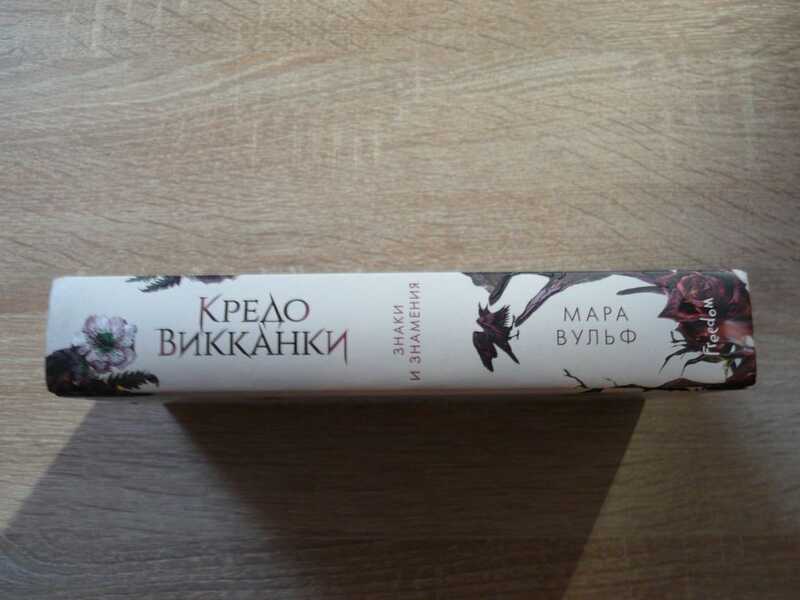 КРЕДО
ВИККАНКИ
ЗНАКИ
И ЗНАМЕНИЯ
МАРА
ВУЛЬФ
Freedom